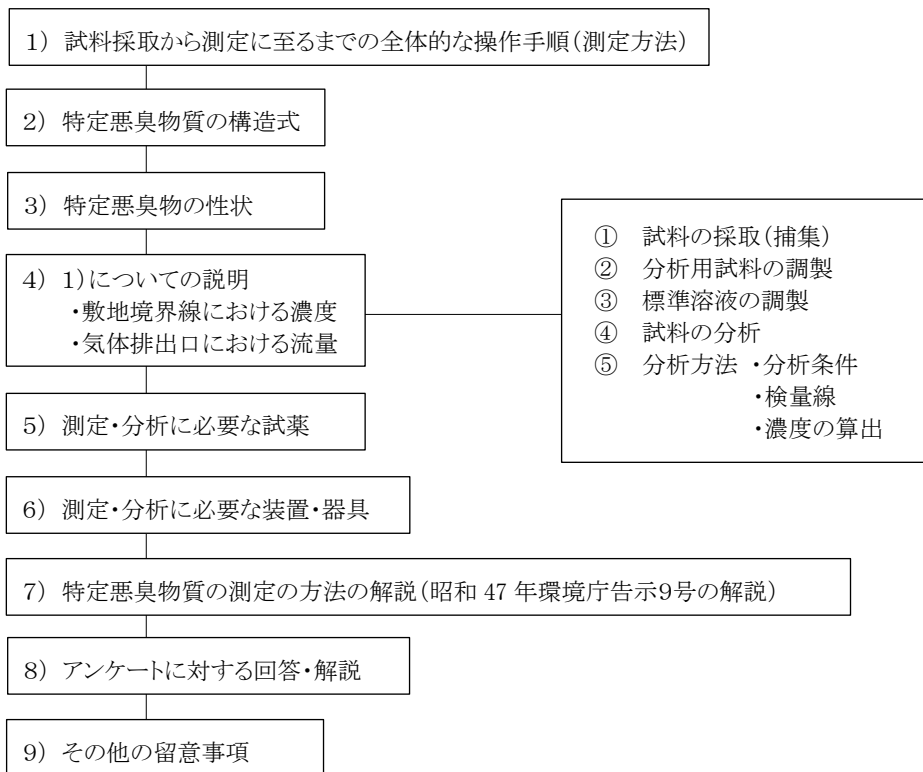 1) 試料採取から測定に至るまでの全体的な操作手順(測定方法)
2) 特定悪臭物質の構造式
3) 特定悪臭物の性状
4) 1)についての説明
・敷地境界線における濃度
・気体排出口における流量
① 試料の採取(捕集)
② 分析用試料の調製
③ 標準溶液の調製
④ 試料の分析
⑤ 分析方法 ・分析条件
・検量線
・濃度の算出
5) 測定・分析に必要な試薬
6) 測定・分析に必要な装置・器具
7) 特定悪臭物質の測定の方法の解説(昭和 47 年環境庁告示9号の解説)
8) アンケートに対する回答・解説
9) その他の留意事項